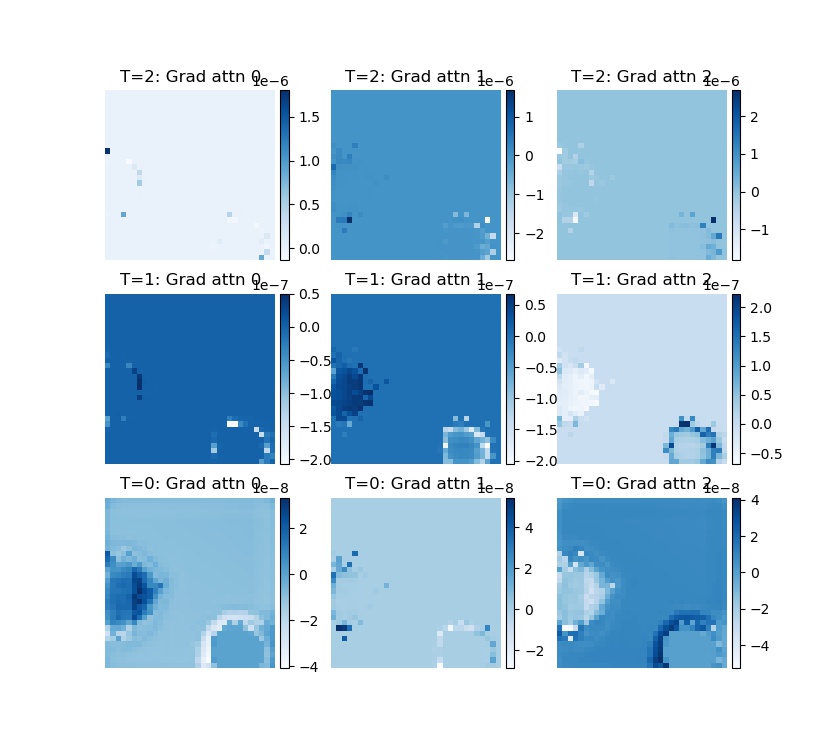 T=2: Grad attn 0
1e−6
T=2: Grad attn 1
1e−6
T=2: Grad attn 2
1e−6
1.5
1.0
0.5
0.0
1
0
−1
−2
2
1
0
−1
T=1: Grad attn 0
1e−7
T=1: Grad attn 1
1e−7
T=1: Grad attn 2
1e−7
0.5
0.0
−0.5
−1.0
−1.5
−2.0
0.5
0.0
−0.5
−1.0
−1.5
−2.0
2.0
1.5
1.0
0.5
0.0
−0.5
T=0: Grad attn 0
1e−8
T=0: Grad attn 1
1e−8
T=0: Grad attn 2
1e−8
2
0
−2
−4
4
2
0
−2
4
2
0
−2
−4